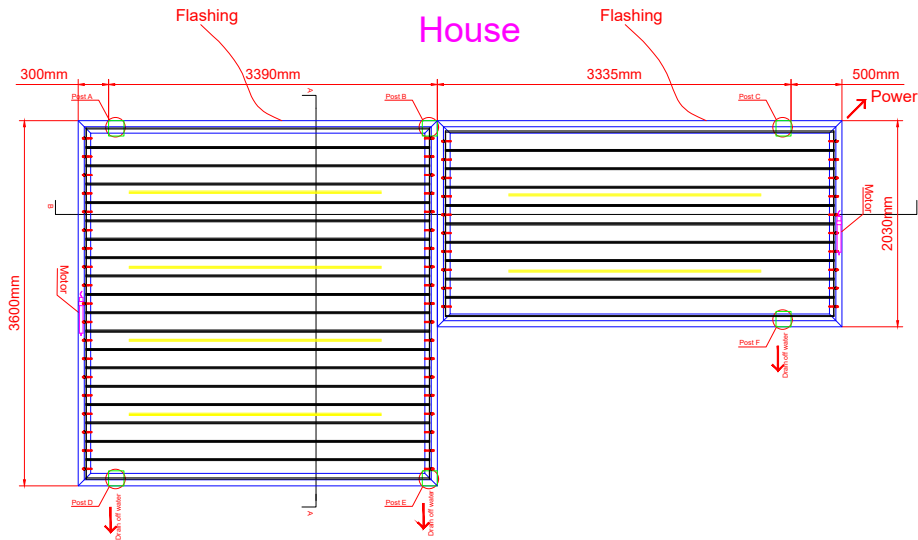 Flashing
House
Flashing
300mm
3390mm
3335mm
500mm
Post A
A
Post B
Post C
Power
B
Motor
2030mm
Motor
3600mm
Post F
Drain off water
Post D
Drain off water
A
Post E
Drain off water